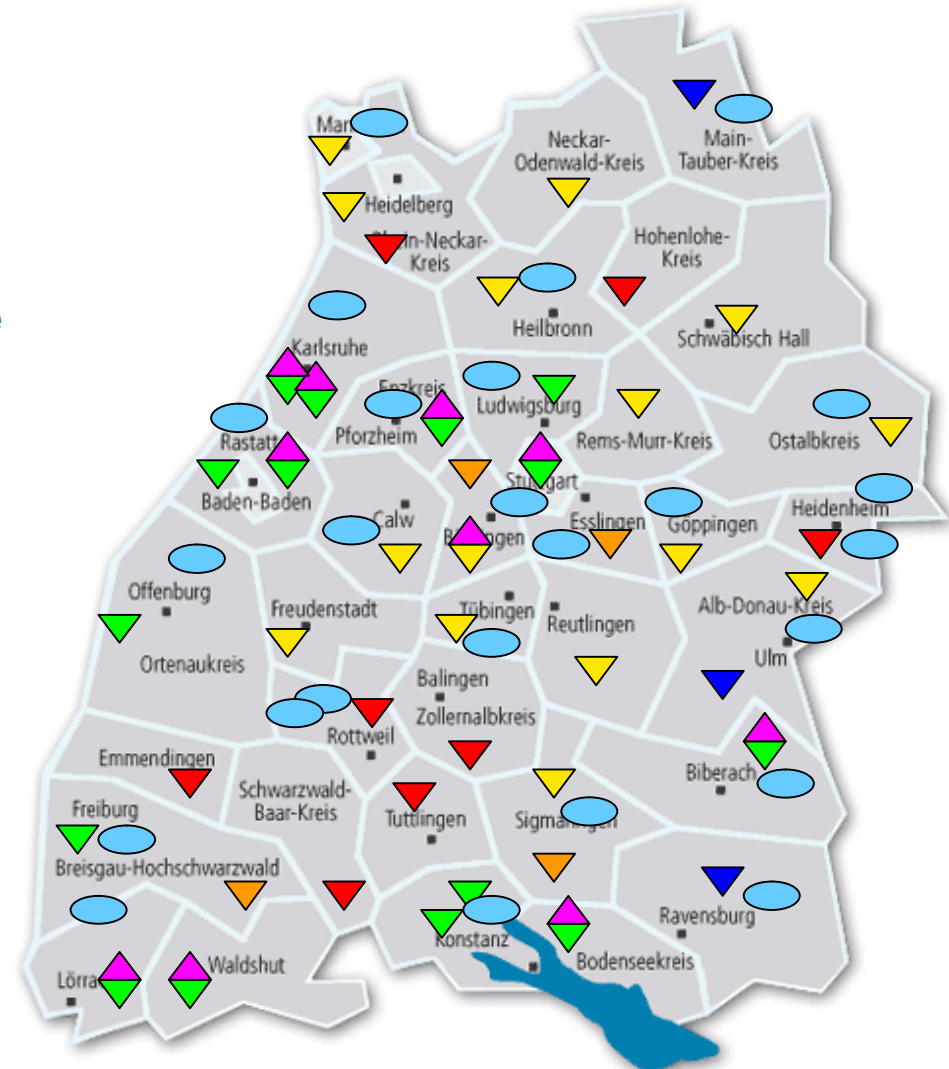 Main-
Tauber-Kreis
Neckar-
Odenwald-Kreis
Heidelberg
Kreis
Hohenlohe-
Kreis
Heilbronn
Schwäbisch Hall
Karlsruhe
Enzkreis
Ludwigsburg
Pforzheim
Rems-Murr-Kreis
Ostalbkreis
Rastatt
Baden-Baden
Calw
Esslingen
Göppingen
Heidenheim
Offenburg
Freudenstadt
Tübingen
Reutlingen
Alb-Donau-Kreis
Ulm
Ortenaukreis
Balingen
Zollernalbkreis
Rottweil
Emmendingen
Schwarzwald-
Baar-Kreis
Biberach
Freiburg
Tuttlingen
Breisgau-Hochschwarzwald
Ravensburg
Konstanz
Bodenseekreis
Waldshut